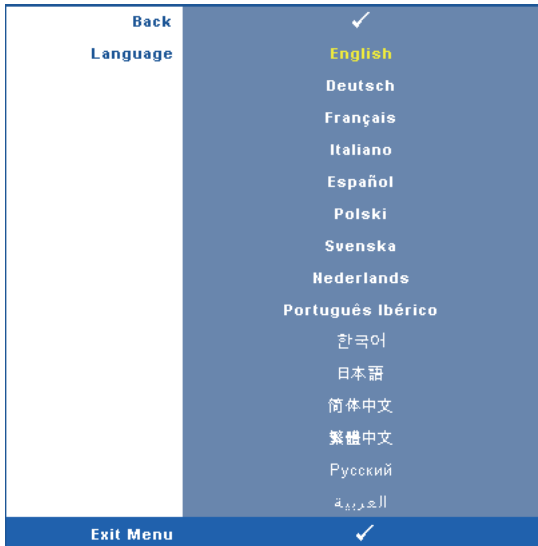 Back ✓
Language English
Deutsch
Français
Italiano
Español
Polski
Svenska
Nederlands
Português Ibérico
한국어
日本語
简体中文
繁體中文
Русский
العربية
Exit Menu ✓